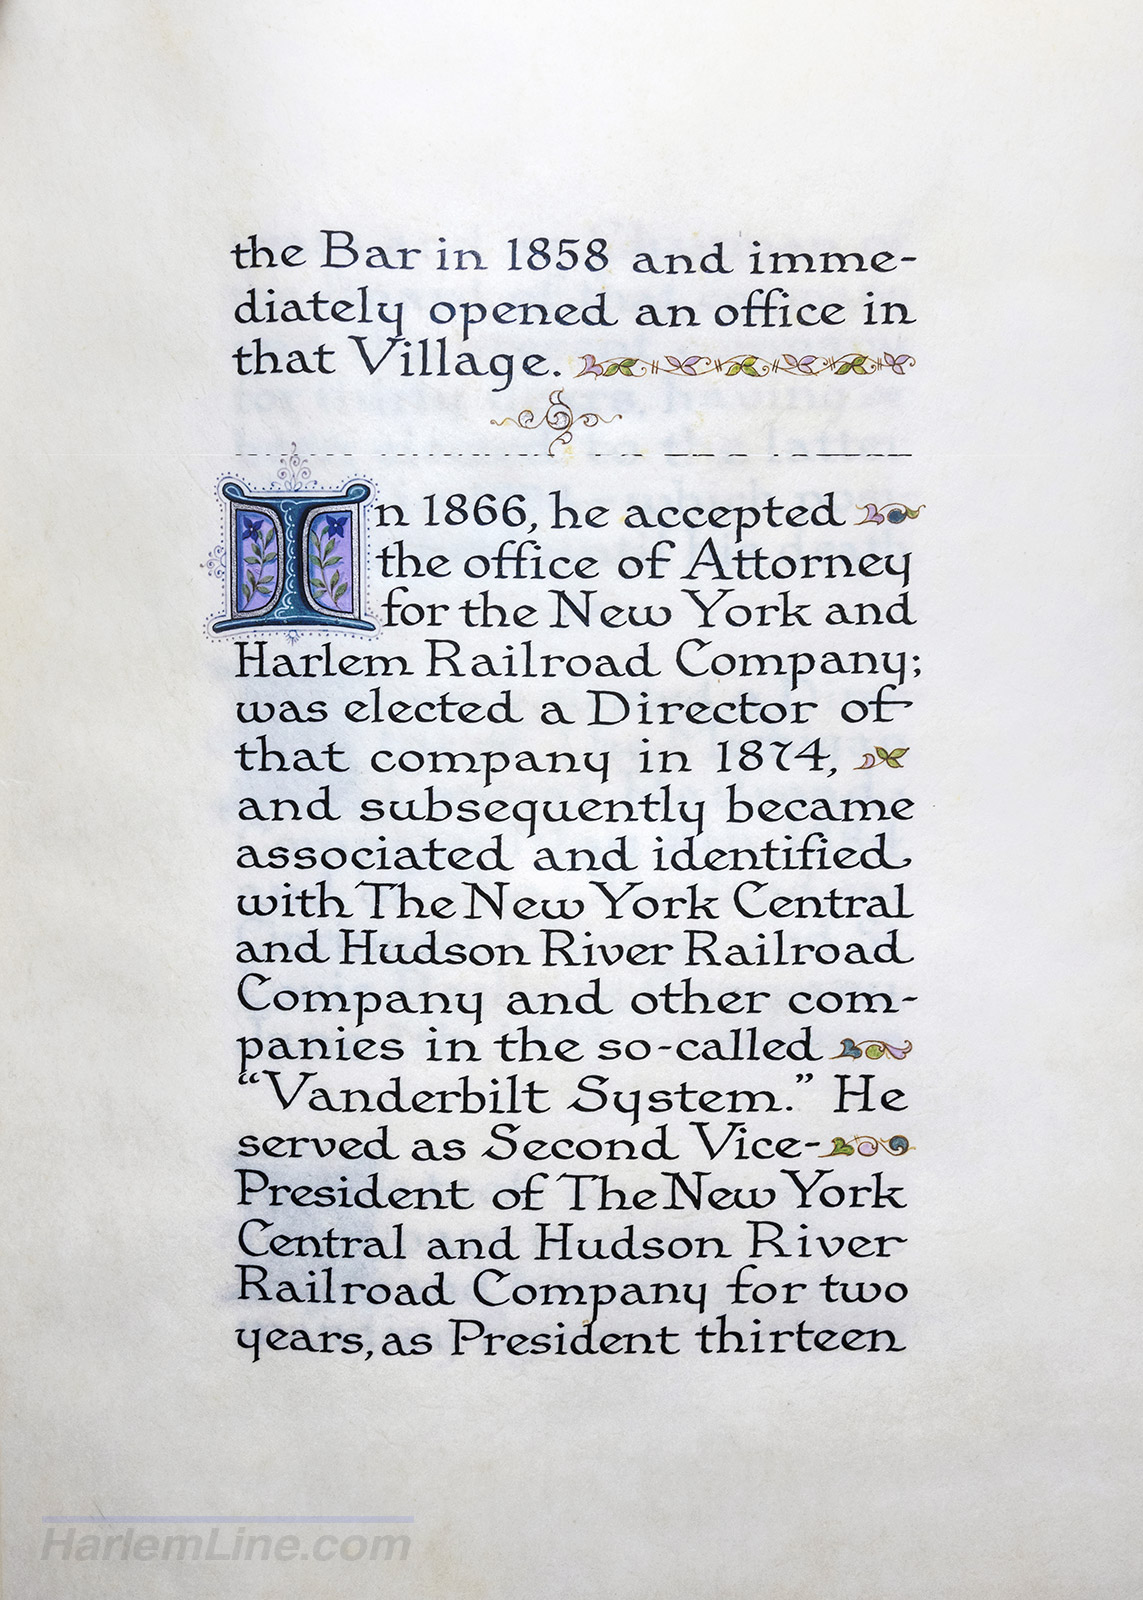 the Bar in 1858 and imme-
diately opened an office in
that Village.
In 1866, he accepted
the office of Attorney
for the New York and
Harlem Railroad Company;
was elected a Director of
that company in 1874,
and subsequently became
associated and identified
with The New York Central
and Hudson River Railroad
Company and other com-
panies in the so-called
“Vanderbilt System.” He
served as Second Vice-
President of The New York
Central and Hudson River
Railroad Company for two
years, as President thirteen
HarlemLine.com